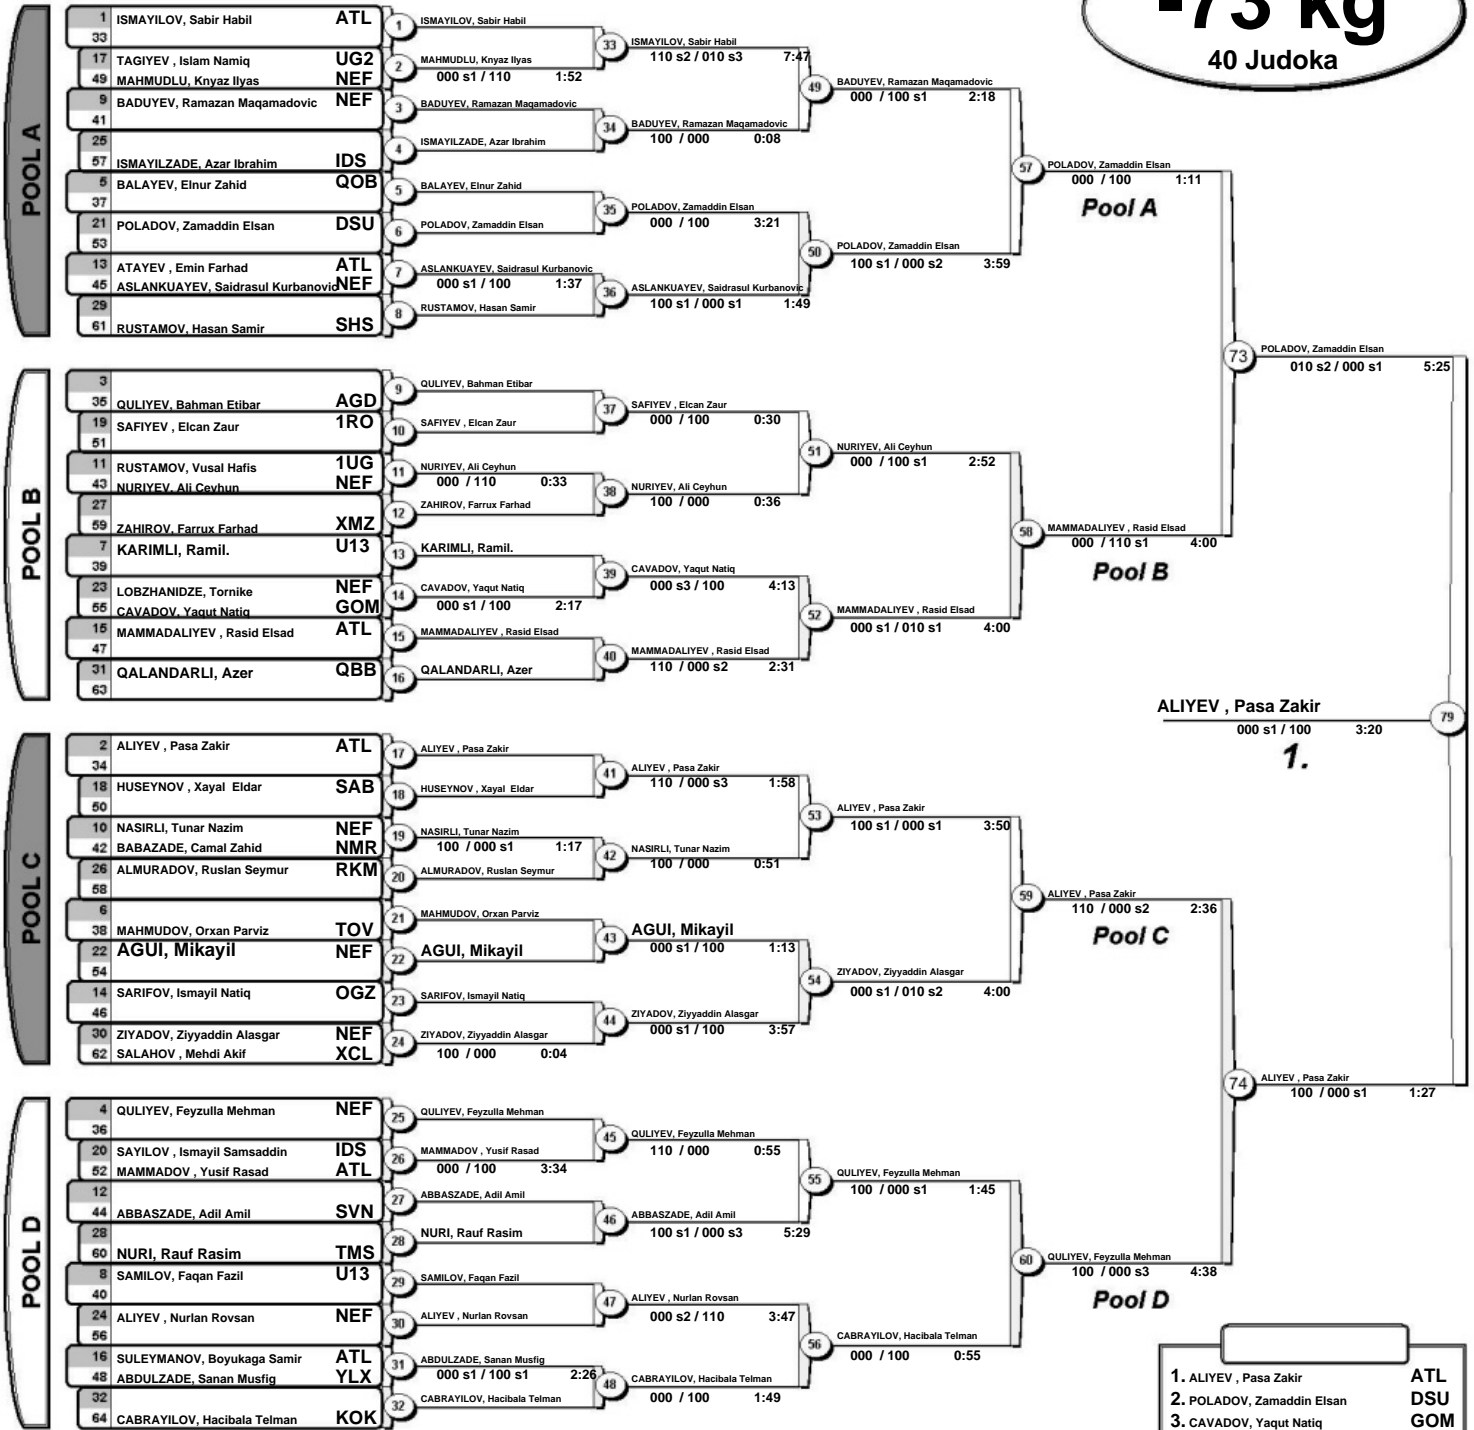 -73 kg
40 Judoka
POOL A
1 ISMAYILOV, Sabir Habil ATL
33
17 TAGIYEV , Islam Namiq UG2
49 MAHMUDLU, Knyaz Ilyas NEF
9 BADUYEV, Ramazan Maqamadovic NEF
41
25
57 ISMAYILZADE, Azar Ibrahim IDS
5 BALAYEV, Elnur Zahid QOB
37
21 POLADOV, Zamaddin Elsan DSU
53
13 ATAYEV , Emin Farhad ATL
45 ASLANKUAYEV, Saidrasul Kurbanovic NEF
29
61 RUSTAMOV, Hasan Samir SHS
1 ISMAYILOV, Sabir Habil
2 MAHMUDLU, Knyaz Ilyas
000 s1 / 110 1:52
3 BADUYEV, Ramazan Maqamadovic
4 ISMAYILZADE, Azar Ibrahim
5 BALAYEV, Elnur Zahid
6 POLADOV, Zamaddin Elsan
7 ASLANKUAYEV, Saidrasul Kurbanovic
000 s1 / 100 1:37
8 RUSTAMOV, Hasan Samir
33 ISMAYILOV, Sabir Habil
110 s2 / 010 s3 7:47
34 BADUYEV, Ramazan Maqamadovic
100 / 000 0:08
35 POLADOV, Zamaddin Elsan
000 / 100 3:21
36 ASLANKUAYEV, Saidrasul Kurbanovic
100 s1 / 000 s1 1:49
49 BADUYEV, Ramazan Maqamadovic
000 / 100 s1 2:18
50 POLADOV, Zamaddin Elsan
100 s1 / 000 s2 3:59
57 POLADOV, Zamaddin Elsan
000 / 100 1:11
Pool A
POOL B
3
35 QULIYEV, Bahman Etibar AGD
19 SAFIYEV , Elcan Zaur 1RO
51
11 RUSTAMOV, Vusal Hafis 1UG
43 NURIYEV, Ali Ceyhun NEF
27
59 ZAHIROV, Farrux Farhad XMZ
7 KARIMLI, Ramil. U13
39
23 LOBZHANIDZE, Tornike NEF
55 CAVADOV, Yaqut Natiq GOM
15 MAMMADALIYEV , Rasid Elsad ATL
47
31 QALANDARLI, Azer QBB
63
9 QULIYEV, Bahman Etibar
10 SAFIYEV , Elcan Zaur
11 NURIYEV, Ali Ceyhun
000 / 110 0:33
12 ZAHIROV, Farrux Farhad
13 KARIMLI, Ramil.
14 CAVADOV, Yaqut Natiq
000 s1 / 100 2:17
15 MAMMADALIYEV , Rasid Elsad
16 QALANDARLI, Azer
37 SAFIYEV , Elcan Zaur
000 / 100 0:30
38 NURIYEV, Ali Ceyhun
100 / 000 0:36
39 CAVADOV, Yaqut Natiq
000 s3 / 100 4:13
40 MAMMADALIYEV , Rasid Elsad
110 / 000 s2 2:31
51 NURIYEV, Ali Ceyhun
000 / 100 s1 2:52
52 MAMMADALIYEV , Rasid Elsad
000 s1 / 010 s1 4:00
58 MAMMADALIYEV , Rasid Elsad
000 / 110 s1 4:00
Pool B
73 POLADOV, Zamaddin Elsan
010 s2 / 000 s1 5:25
ALIYEV , Pasa Zakir 79
000 s1 / 100 3:20
1.
POOL C
2 ALIYEV , Pasa Zakir ATL
34
18 HUSEYNOV , Xayal Eldar SAB
50
10 NASIRLI, Tunar Nazim NEF
42 BABAZADE, Camal Zahid NMR
26 ALMURADOV, Ruslan Seymur RKM
58
6
38 MAHMUDOV, Orxan Parviz TOV
22 AGUI, Mikayil NEF
54
14 SARIFOV, Ismayil Natiq OGZ
46
30 ZIYADOV, Ziyyaddin Alasgar NEF
62 SALAHOV , Mehdi Akif XCL
17 ALIYEV , Pasa Zakir
18 HUSEYNOV , Xayal Eldar
19 NASIRLI, Tunar Nazim
100 / 000 s1 1:17
20 ALMURADOV, Ruslan Seymur
21 MAHMUDOV, Orxan Parviz
22 AGUI, Mikayil
23 SARIFOV, Ismayil Natiq
24 ZIYADOV, Ziyyaddin Alasgar
100 / 000 0:04
41 ALIYEV , Pasa Zakir
110 / 000 s3 1:58
42 NASIRLI, Tunar Nazim
100 / 000 0:51
43 AGUI, Mikayil
000 s1 / 100 1:13
44 ZIYADOV, Ziyyaddin Alasgar
000 s1 / 100 3:57
53 ALIYEV , Pasa Zakir
100 s1 / 000 s1 3:50
54 ZIYADOV, Ziyyaddin Alasgar
000 s1 / 010 s2 4:00
59 ALIYEV , Pasa Zakir
110 / 000 s2 2:36
Pool C
74 ALIYEV , Pasa Zakir
100 / 000 s1 1:27
POOL D
4 QULIYEV, Feyzulla Mehman NEF
36
20 SAYILOV , Ismayil Samsaddin IDS
52 MAMMADOV , Yusif Rasad ATL
12
44 ABBASZADE, Adil Amil SVN
28
60 NURI, Rauf Rasim TMS
8 SAMILOV, Faqan Fazil U13
40
24 ALIYEV , Nurlan Rovsan NEF
56
16 SULEYMANOV, Boyukaga Samir ATL
48 ABDULZADE, Sanan Musfig YLX
32
64 CABRAYILOV, Hacibala Telman KOK
25 QULIYEV, Feyzulla Mehman
26 MAMMADOV , Yusif Rasad
000 / 100 3:34
27 ABBASZADE, Adil Amil
28 NURI, Rauf Rasim
29 SAMILOV, Faqan Fazil
30 ALIYEV , Nurlan Rovsan
31 ABDULZADE, Sanan Musfig
000 s1 / 100 s1 2:26
32 CABRAYILOV, Hacibala Telman
45 QULIYEV, Feyzulla Mehman
110 / 000 0:55
46 ABBASZADE, Adil Amil
100 s1 / 000 s3 5:29
47 ALIYEV , Nurlan Rovsan
000 s2 / 110 3:47
48 CABRAYILOV, Hacibala Telman
000 / 100 1:49
55 QULIYEV, Feyzulla Mehman
100 / 000 s1 1:45
56 CABRAYILOV, Hacibala Telman
000 / 100 0:55
60 QULIYEV, Feyzulla Mehman
100 / 000 s3 4:38
Pool D
1. ALIYEV , Pasa Zakir ATL
2. POLADOV, Zamaddin Elsan DSU
3. CAVADOV, Yaqut Natiq GOM